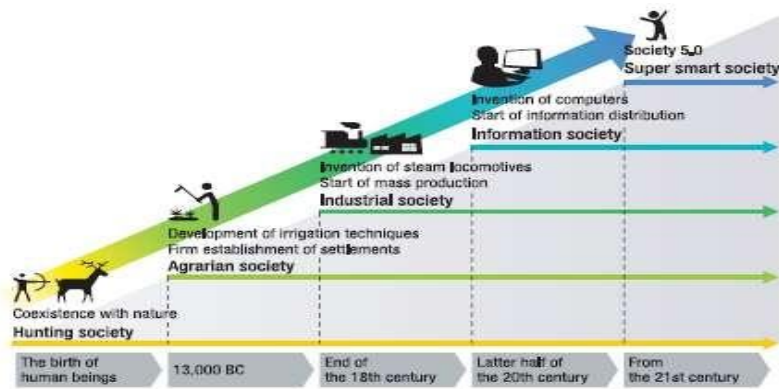 Society 5.0
Super smart society
Invention of computers
Start of information distribution
Information society
Invention of steam locomotives
Start of mass production
Industrial society
Development of irrigation techniques
Firm establishment of settlements
Agrarian society
Coexistence with nature
Hunting society
The birth of
human beings
13,000 BC
End of
the 18th century
Latter half of
the 20th century
From
the 21st century